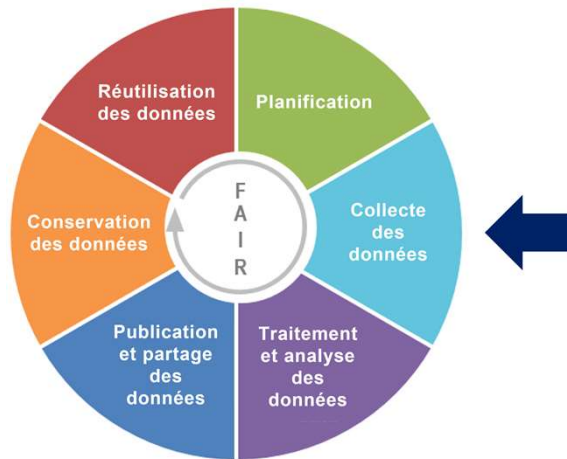 Réutilisation
des données
Planification
Conservation
des données
F
A
I
R
Collecte
des
données
Publication
et partage
des
données
Traitement
et analyse
des
données